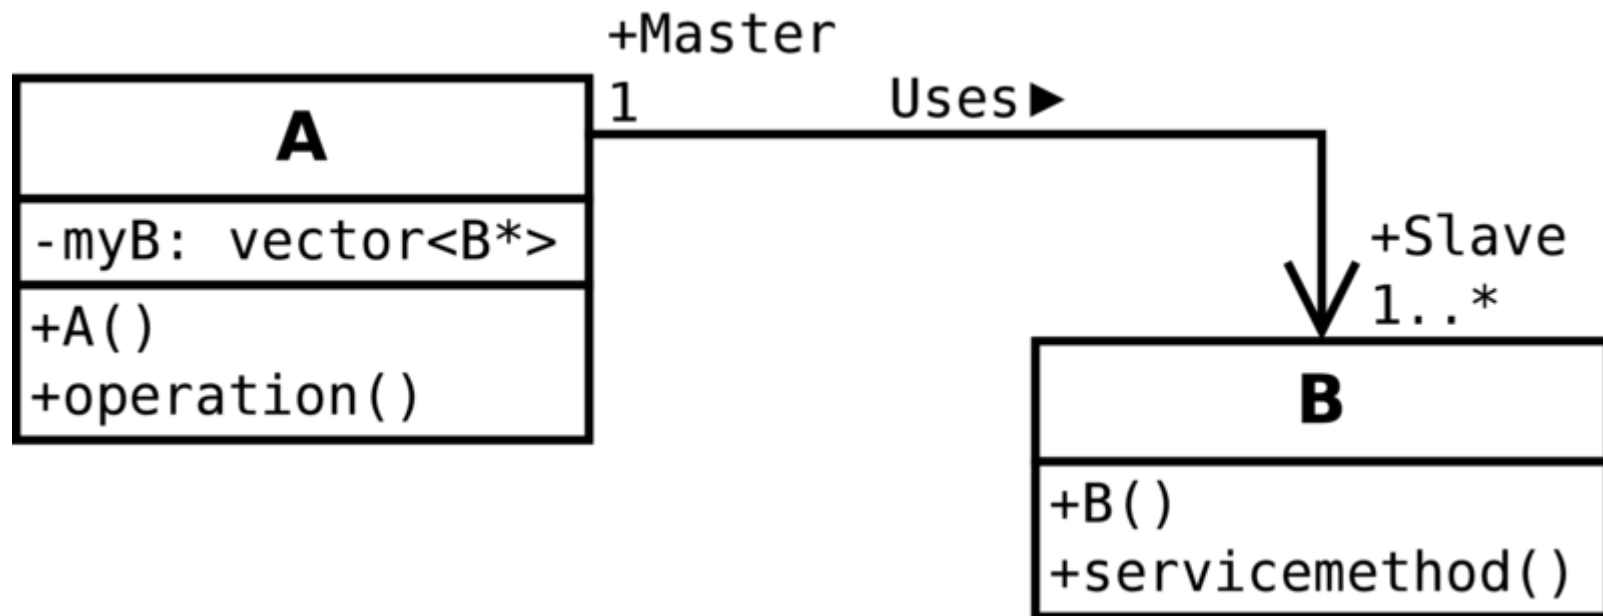 +Master
1
Uses►
A
-myB: vector<B*>
+A()
+operation()
+Slave
1..*
B
+B()
+servicemethod()